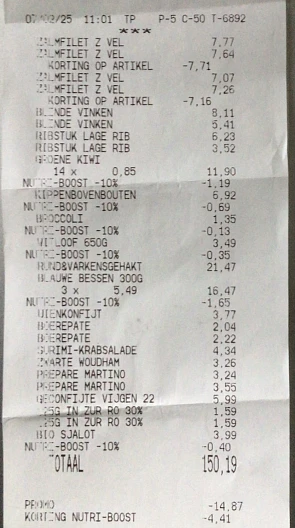 /25 11:01 TP P-5 C-50 T-6892
***
ZALMFILET Z VEL 7,77
ZALMFILET Z VEL 7,64
KORTING OP ARTIKEL -7,71
ZALMFILET Z VEL 7,07
ZALMFILET Z VEL 7,26
KORTING OP ARTIKEL -7,16
BLINDE VINKEN 8,11
BLINDE VINKEN 5,41
RIBSTUK LAGE RIB 6,23
RIBSTUK LAGE RIB 3,52
GROENE KIWI
14 x 0,85 11,90
NUTRI-BOOST -10% -1,19
KIPPENBOVENBOUTEN 6,92
NUTRI-BOOST -10% -0,69
BROCCOLI 1,35
NUTRI-BOOST -10% -0,13
WITLOOF 650G 3,49
NUTRI-BOOST -10% -0,35
RUND&VARKENSGEHAKT 21,47
BLAUWE BESSEN 300G
3 x 5,49 16,47
NUTRI-BOOST -10% -1,65
UIENKONFIJT 3,77
BOEREPATE 2,04
BOEREPATE 2,22
SURIMI-KRABSALADE 4,34
ZWARTE WOUDHAM 3,26
PREPARE MARTINO 3,24
PREPARE MARTINO 3,55
GECONFIJTE VIJGEN 22 5,99
IN ZUR RO 30% 1,59
IN ZUR RO 30% 1,59
BIO SJALOT 3,99
NUTRI-BOOST -10% -0,40
TOTAAL 150,19
PROMO -14,87
KORTING NUTRI-BOOST -4,41